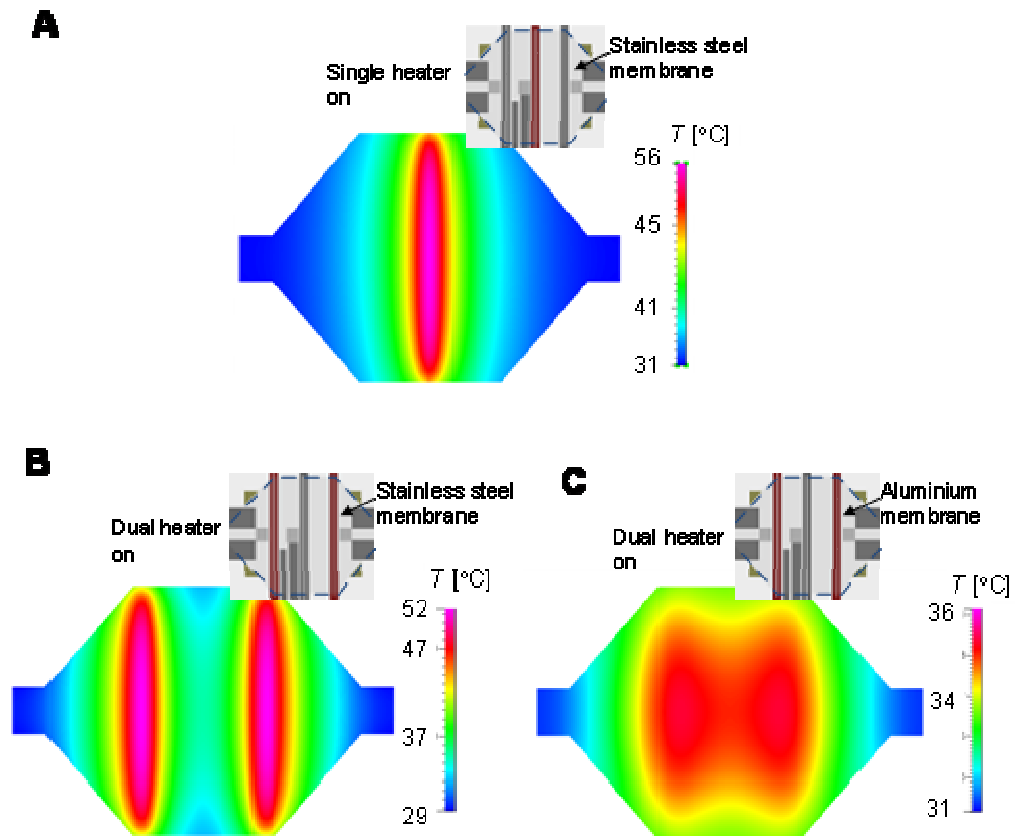 A
Single heater
on
Stainless steel
membrane
T [°C]
56
45
41
31
B
Dual heater
on
Stainless steel
membrane
T [°C]
52
47
37
29
C
Dual heater
on
Aluminium
membrane
T [°C]
36
34
31